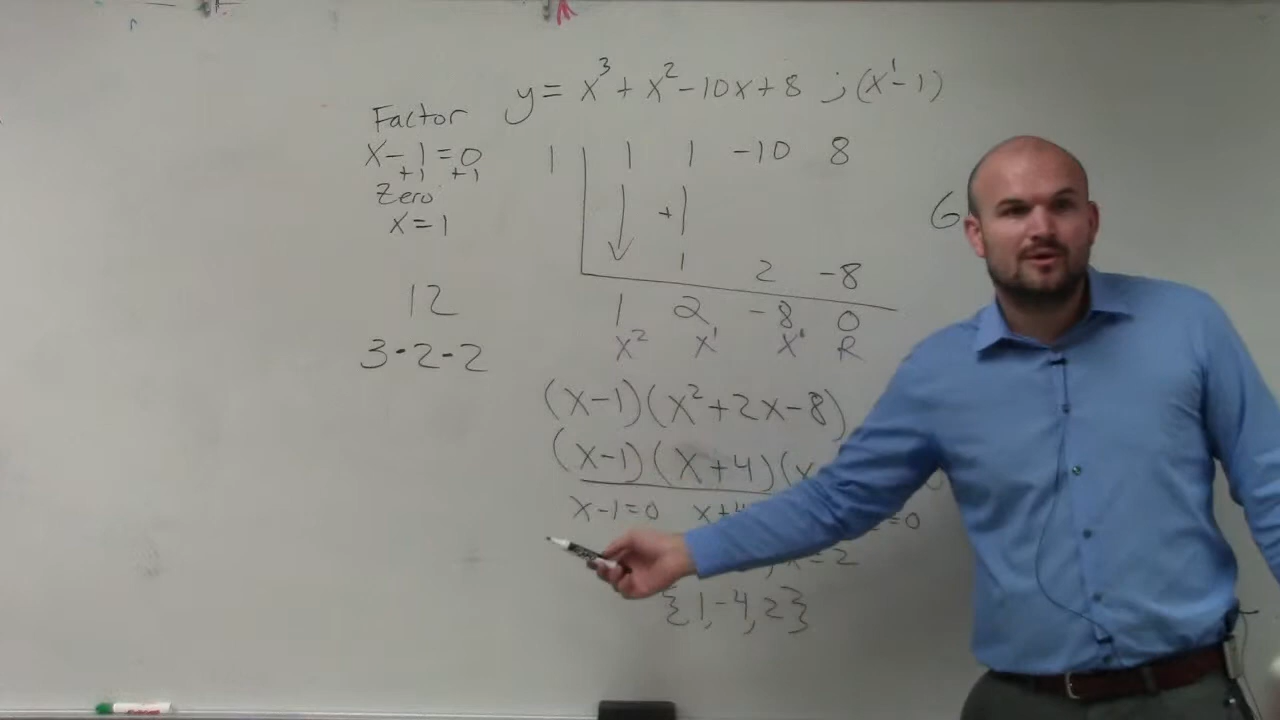 y = x³ + x² - 10x + 8 ; (x¹ - 1)
Factor
x - 1 = 0
+1 +1
Zero
x = 1
12
3·2·2
1 | 1 1 -10 8
↓ +
1 2 -8
1 2 -8 0
x² x¹ R
(x-1)(x²+2x-8)
(x-1)(x+4)(x
x-1=0 x+4 =0
x=2
{1,-4,2}
6